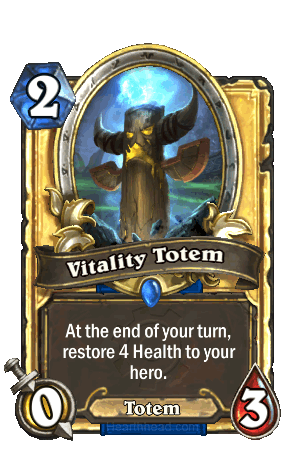 2
Vitality Totem
At the end of your turn,
restore 4 Health to your
hero.
0
Totem
3
Hearthhead.com